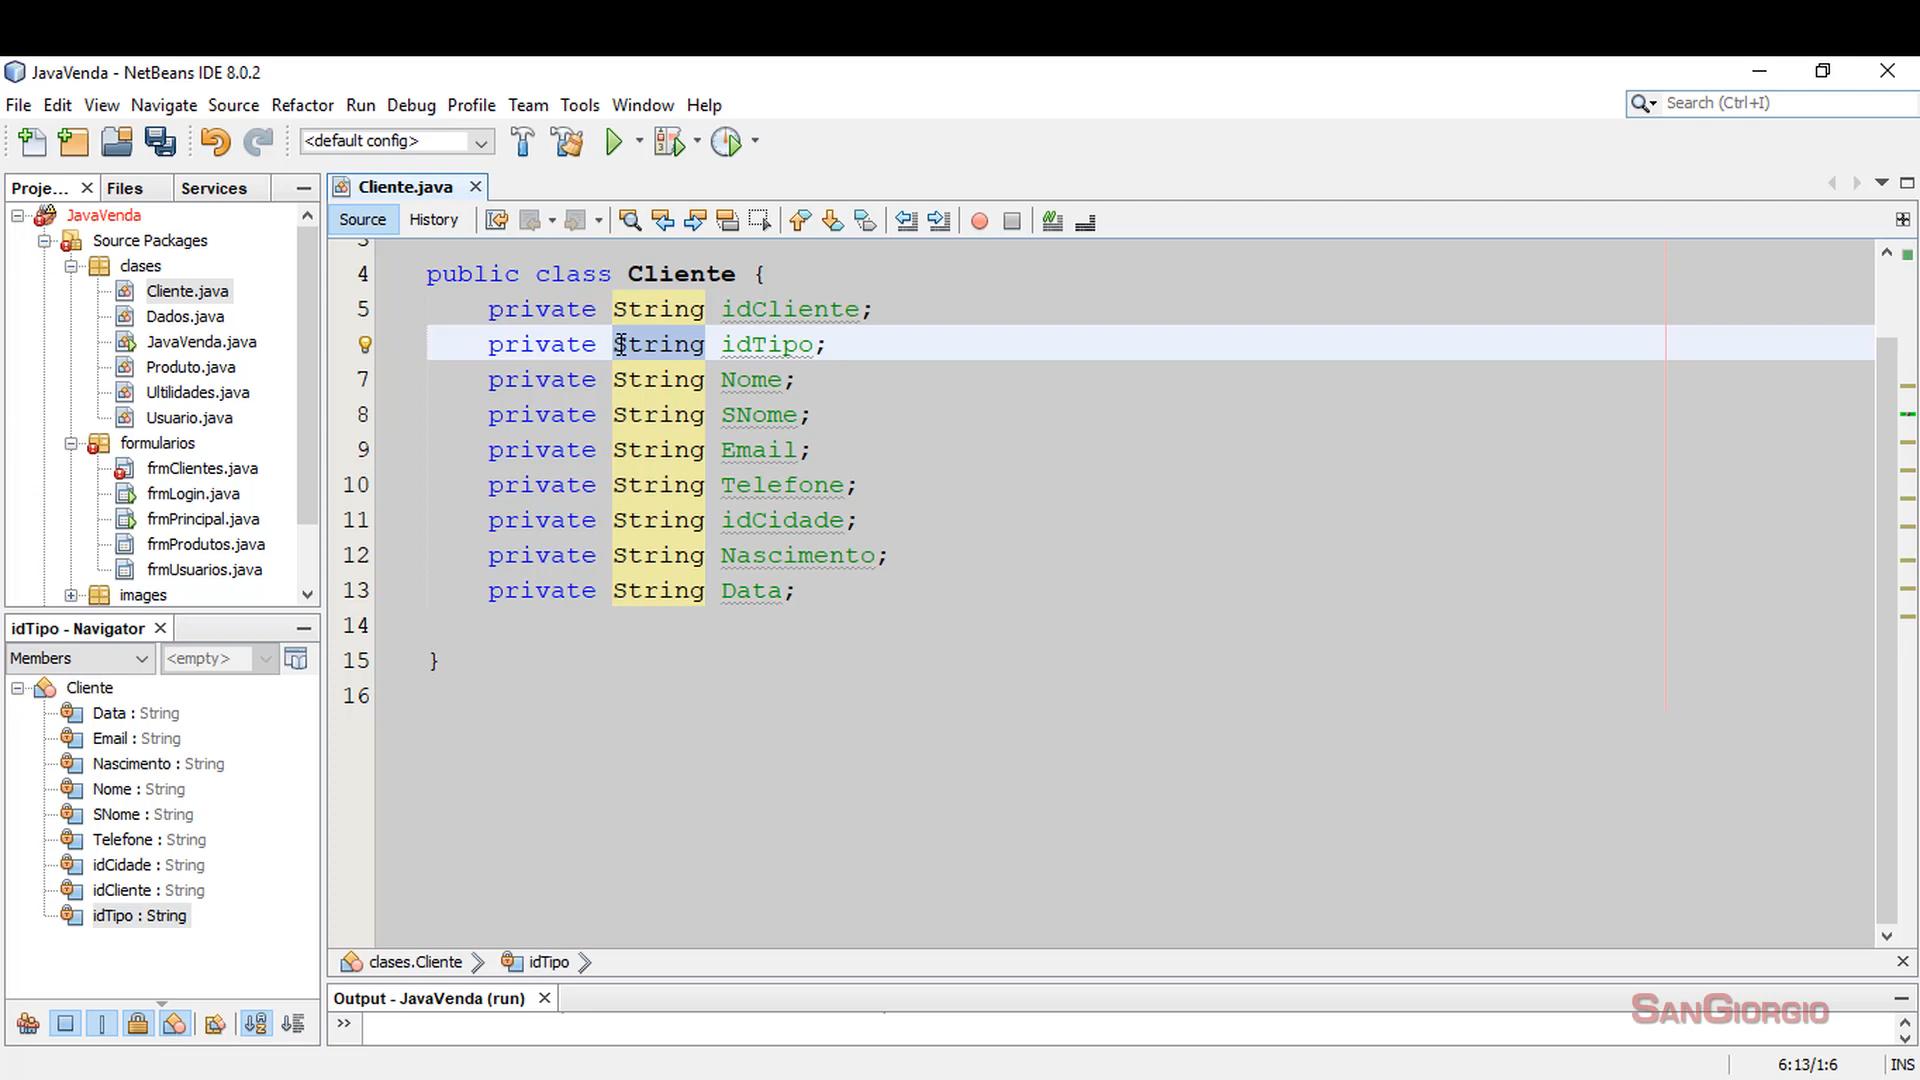 JavaVenda - NetBeans IDE 8.0.2
File Edit View Navigate Source Refactor Run Debug Profile Team Tools Window Help
Search (Ctrl+I)
<default config>
Proje... Files Services
JavaVenda
Source Packages
clases
Cliente.java
Dados.java
JavaVenda.java
Produto.java
Ultilidades.java
Usuario.java
formularios
frmClientes.java
frmLogin.java
frmPrincipal.java
frmProdutos.java
frmUsuarios.java
images
idTipo - Navigator
Members <empty>
Cliente
Data : String
Email : String
Nascimento : String
Nome : String
SNome : String
Telefone : String
idCidade : String
idCliente : String
idTipo : String
Cliente.java
Source History
3
4 public class Cliente {
5 private String idCliente;
private String idTipo;
7 private String Nome;
8 private String SNome;
9 private String Email;
10 private String Telefone;
11 private String idCidade;
12 private String Nascimento;
13 private String Data;
14
15 }
16
clases.Cliente idTipo
Output - JavaVenda (run)
SanGiorgio
6:13/1:6 INS